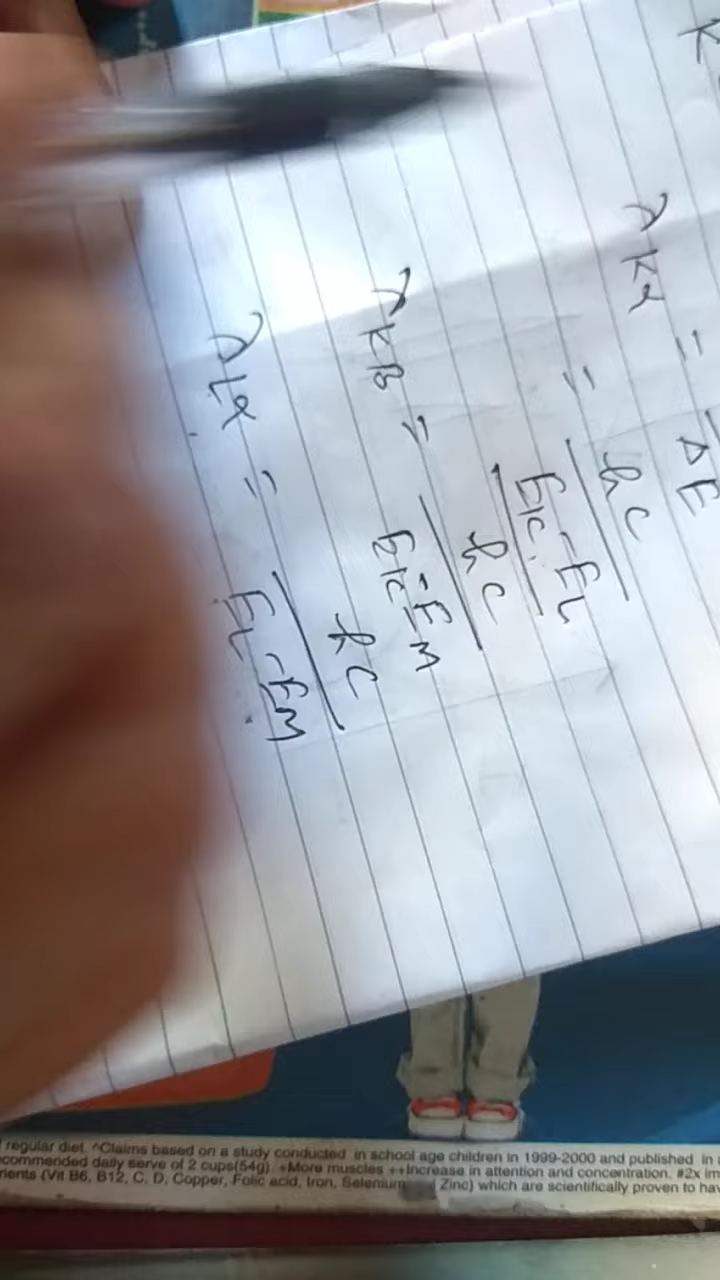 K
λKα = / ΔE
= hc / EK - EL
λKβ = hc / EK - EM
λLα = hc / EL - EM
regular diet. ^Claims based on a study conducted in school age children in 1999-2000 and published in
commended daily serve of 2 cups(54g). +More muscles ++Increase in attention and concentration. #2x im
rients (Vit B6, B12, C, D, Copper, Folic acid, Iron, Selenium Zinc) which are scientifically proven to hav